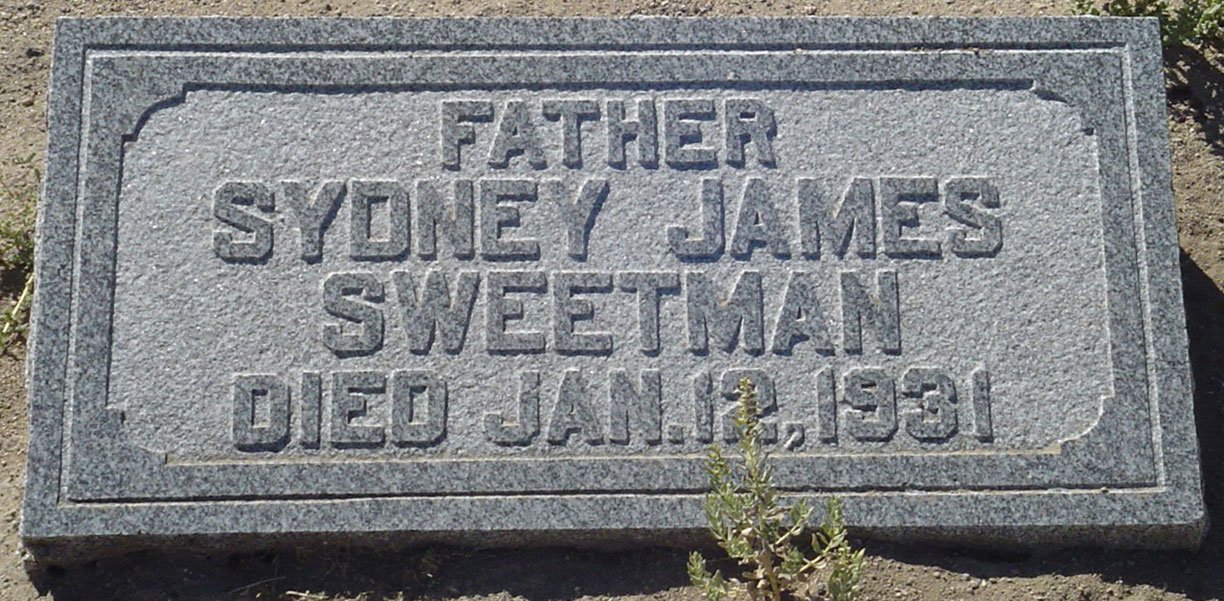 FATHER
SYDNEY JAMES
SWEETMAN
DIED JAN. 12, 1931